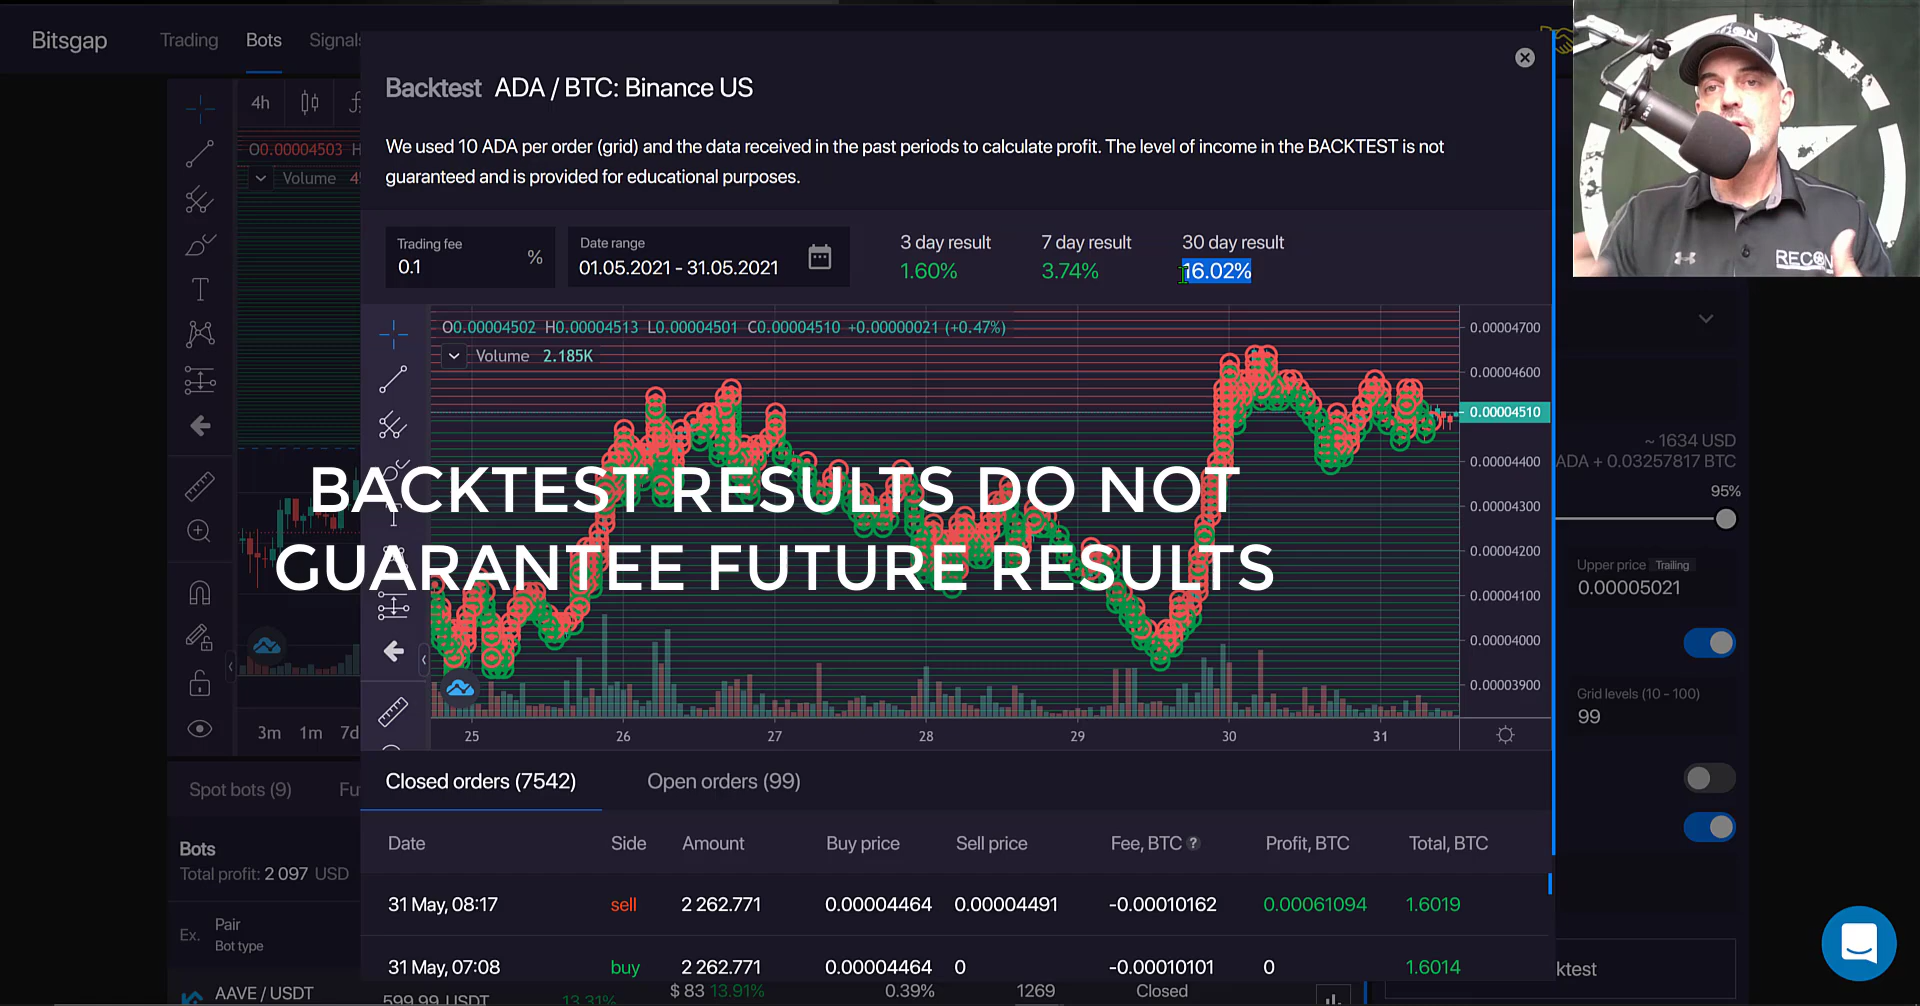 Bitsgap Trading Bots Signals
RECON
Backtest ADA / BTC: Binance US
4h
We used 10 ADA per order (grid) and the data received in the past periods to calculate profit. The level of income in the BACKTEST is not
guaranteed and is provided for educational purposes.
O0.00004503 H
Volume
Trading fee
0.1 %
Date range
01.05.2021 - 31.05.2021
3 day result
1.60%
7 day result
3.74%
30 day result
16.02%
RECON
O0.00004502 H0.00004513 L0.00004501 C0.00004510 +0.00000021 (+0.47%)
Volume 2.185K
0.00004700
0.00004600
0.00004510
0.00004400
0.00004300
0.00004200
0.00004100
0.00004000
0.00003900
BACKTEST RESULTS DO NOT
GUARANTEE FUTURE RESULTS
~ 1634 USD
ADA + 0.03257817 BTC
95%
Upper price Trailing
0.00005021
Grid levels (10 - 100)
99
3m 1m 7d
25 26 27 28 29 30 31
Closed orders (7542) Open orders (99)
Spot bots (9) Fu
Bots
Total profit: 2 097 USD
Date Side Amount Buy price Sell price Fee, BTC ? Profit, BTC Total, BTC
31 May, 08:17 sell 2 262.771 0.00004464 0.00004491 -0.00010162 0.00061094 1.6019
31 May, 07:08 buy 2 262.771 0.00004464 0 -0.00010101 0 1.6014
Ex. Pair
Bot type
AAVE / USDT
599.99 USDT 13.31% $ 83 13.91% 0.39% 1269 Closed
ktest